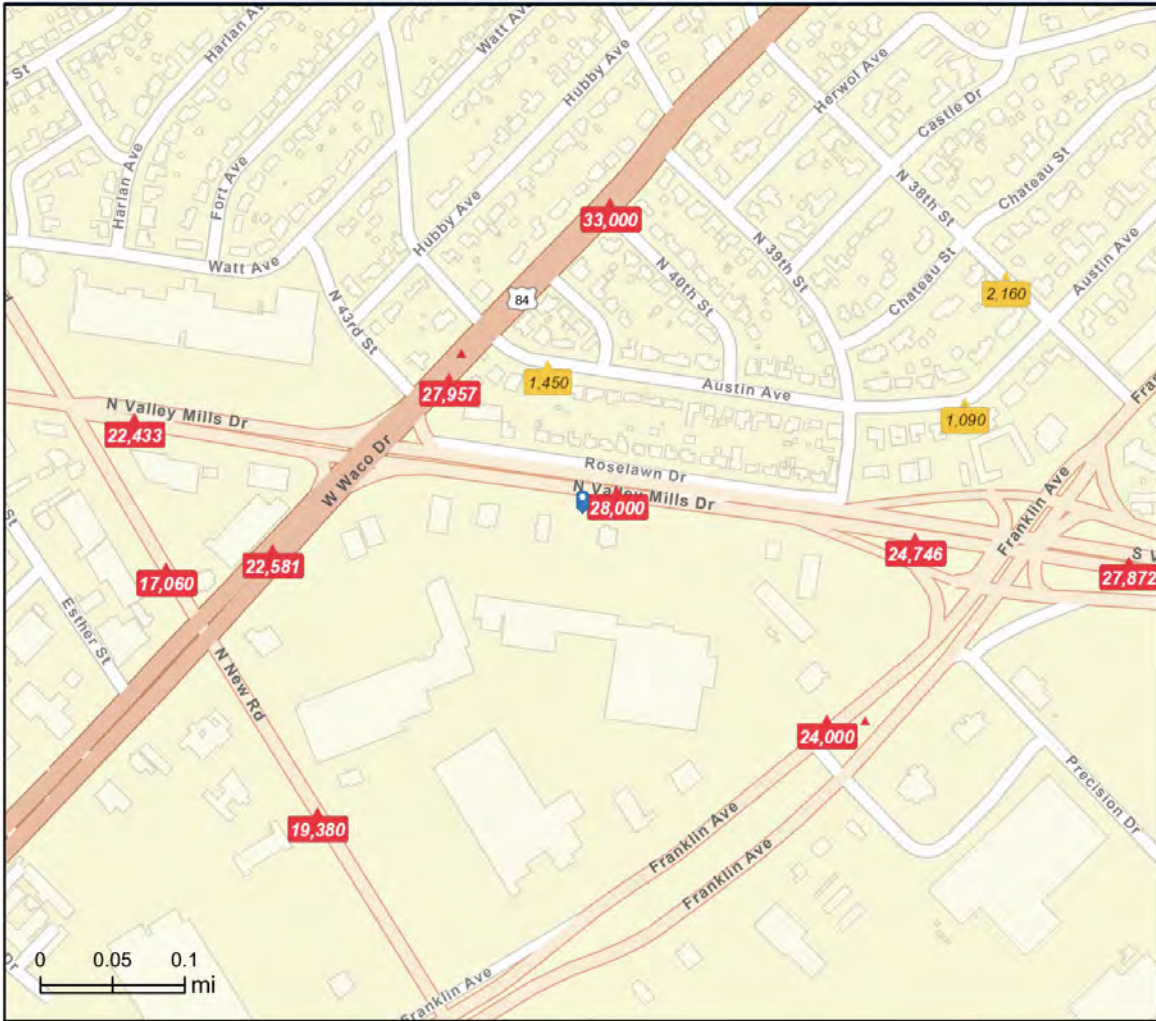 Harlan Ave
Watt Ave
Hubby Ave
Herwol Ave
Castle Dr
St
Harlan Ave
Fort Ave
Chateau St
N 38th St
33,000
Hubby Ave
N 39th St
Austin Ave
Watt Ave
N 40th St
Chateau St
84
2,160
N 43rd St
27,957
1,450
Austin Ave
1,090
Fran
N Valley Mills Dr
22,433
Roselawn Dr
W Waco Dr
N Valley Mills Dr
28,000
Franklin Ave
St
24,746
S V
27,872
17,060
22,581
Esther St
N New Rd
24,000
Precision Dr
19,380
Franklin Ave
Franklin Ave
Dr
0 0.05 0.1
mi
Franklin Ave